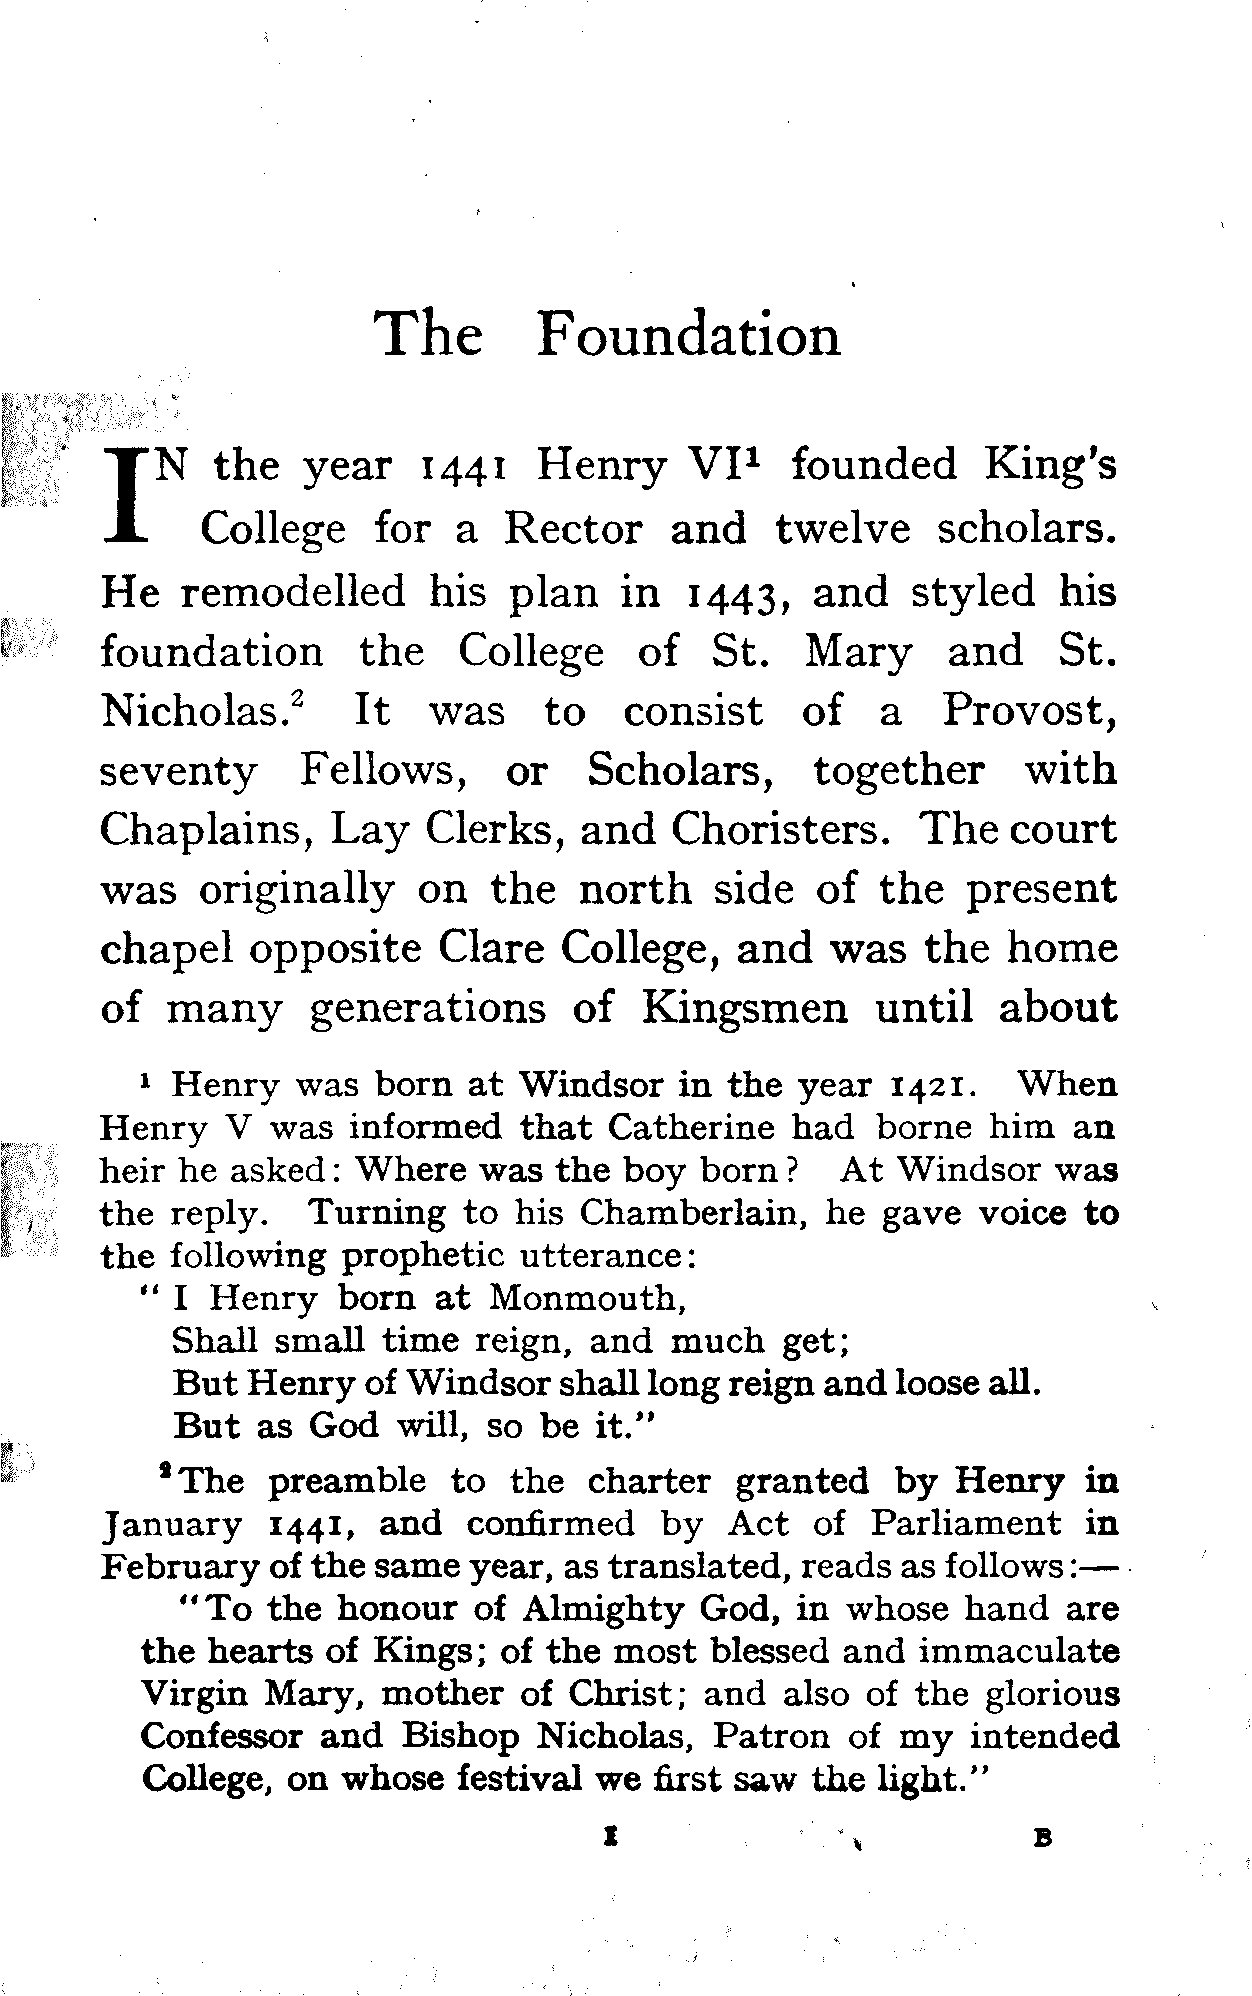 The Foundation
IN the year 1441 Henry VI¹ founded King's
College for a Rector and twelve scholars.
He remodelled his plan in 1443, and styled his
foundation the College of St. Mary and St.
Nicholas.² It was to consist of a Provost,
seventy Fellows, or Scholars, together with
Chaplains, Lay Clerks, and Choristers. The court
was originally on the north side of the present
chapel opposite Clare College, and was the home
of many generations of Kingsmen until about
¹ Henry was born at Windsor in the year 1421. When
Henry V was informed that Catherine had borne him an
heir he asked: Where was the boy born? At Windsor was
the reply. Turning to his Chamberlain, he gave voice to
the following prophetic utterance:
" I Henry born at Monmouth,
Shall small time reign, and much get;
But Henry of Windsor shall long reign and loose all.
But as God will, so be it."
² The preamble to the charter granted by Henry in
January 1441, and confirmed by Act of Parliament in
February of the same year, as translated, reads as follows:—
"To the honour of Almighty God, in whose hand are
the hearts of Kings; of the most blessed and immaculate
Virgin Mary, mother of Christ; and also of the glorious
Confessor and Bishop Nicholas, Patron of my intended
College, on whose festival we first saw the light."
1 B